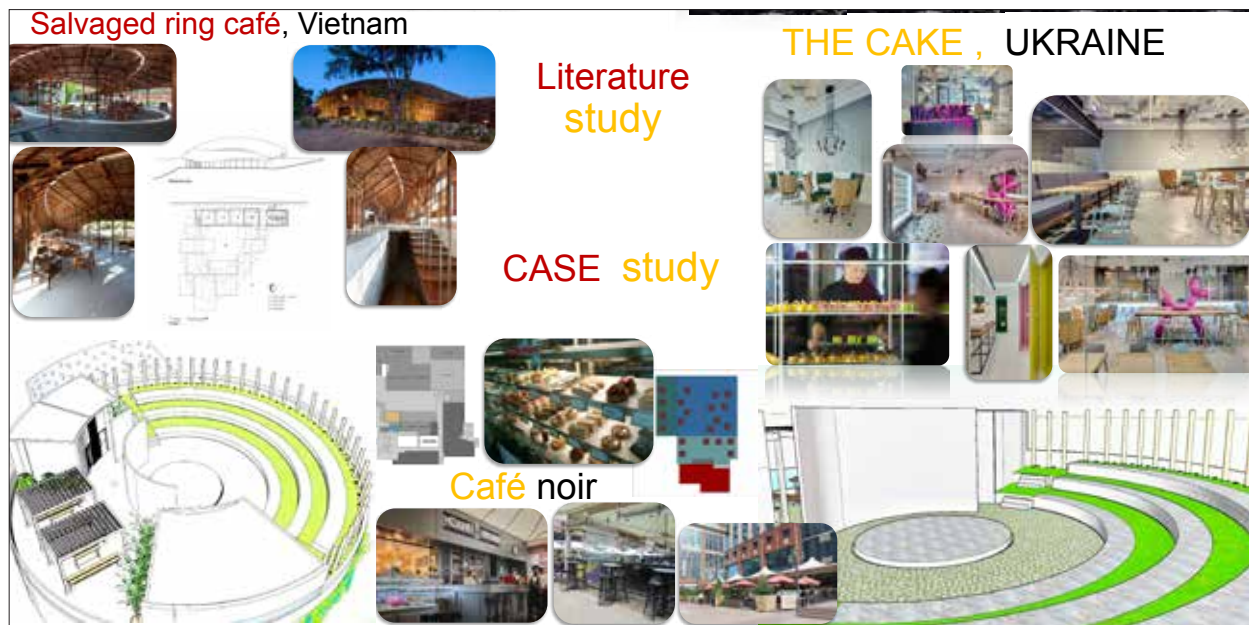 Salvaged ring café, Vietnam
Literature
study
THE CAKE , UKRAINE
CASE study
Café noir